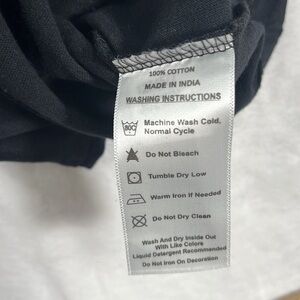 100% COTTON
MADE IN INDIA
WASHING INSTRUCTIONS
80C
Machine Wash Cold,
Normal Cycle
Do Not Bleach
Tumble Dry Low
Warm Iron if Needed
Do Not Dry Clean
Wash And Dry Inside Out
With Like Colors
Liquid Detergent Recommended
Do Not Iron On Decoration